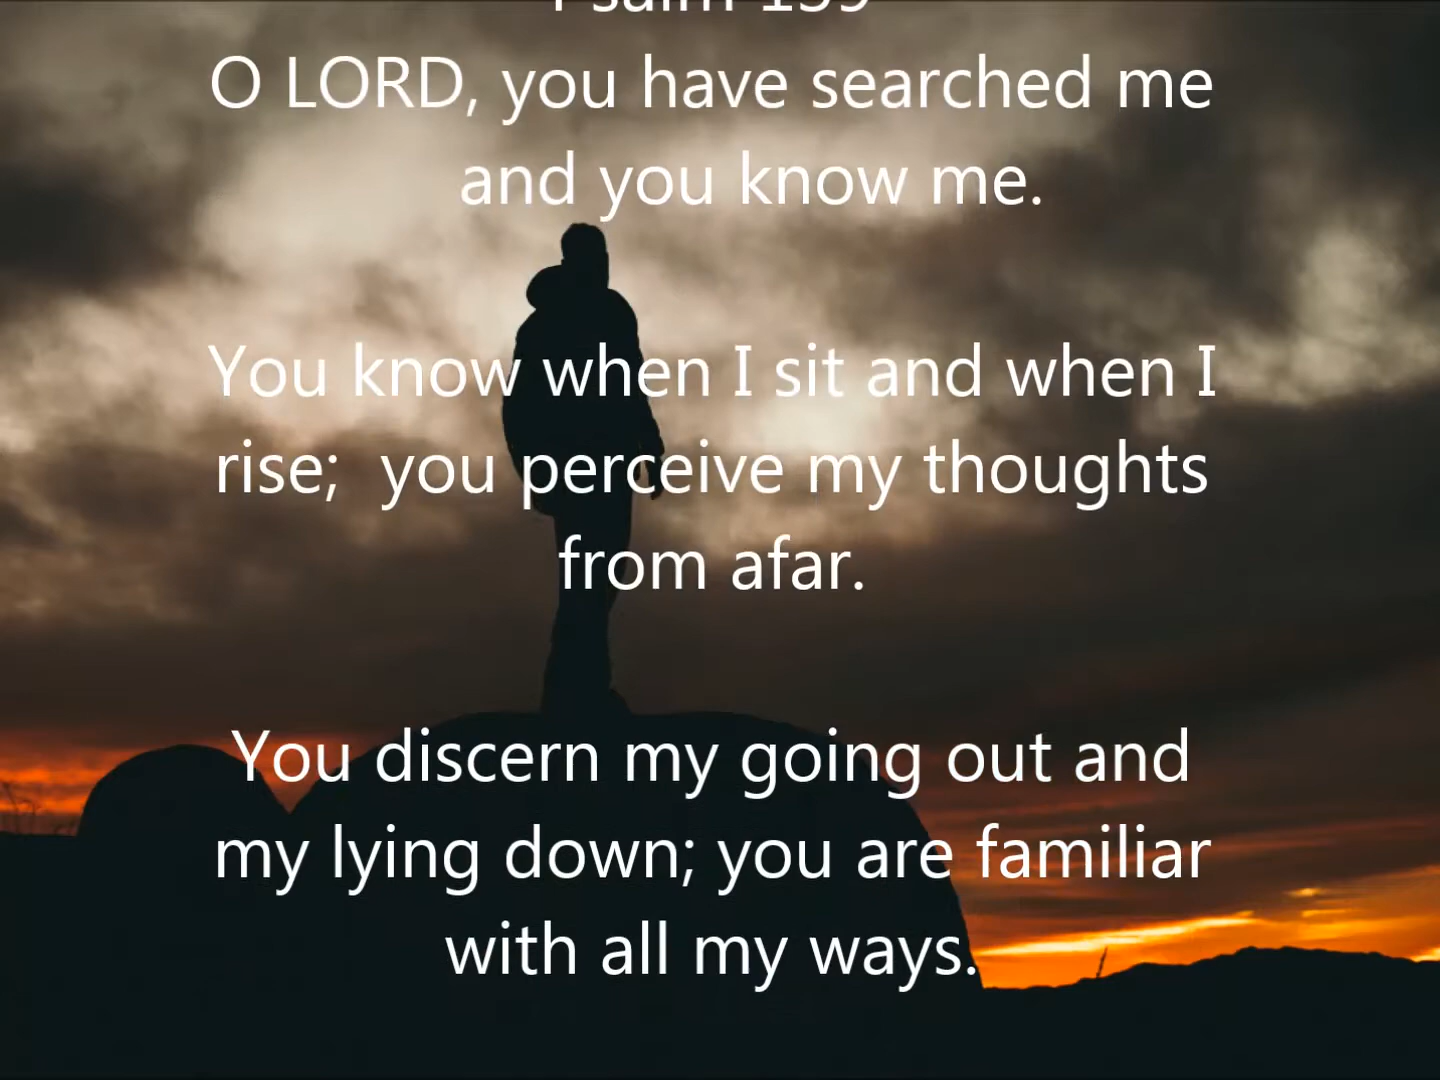 Psalm 139
O LORD, you have searched me
and you know me.
You know when I sit and when I
rise;  you perceive my thoughts
from afar.
You discern my going out and
my lying down; you are familiar
with all my ways.